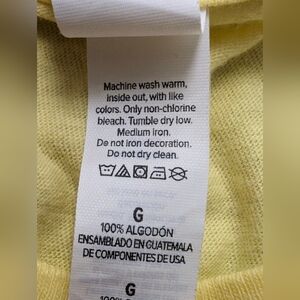 Machine wash warm,
inside out, with like
colors. Only non-chlorine
bleach. Tumble dry low.
Medium iron.
Do not iron decoration.
Do not dry clean.
G
100% ALGODÓN
ENSAMBLADO EN GUATEMALA
DE COMPONENTES DE USA
G